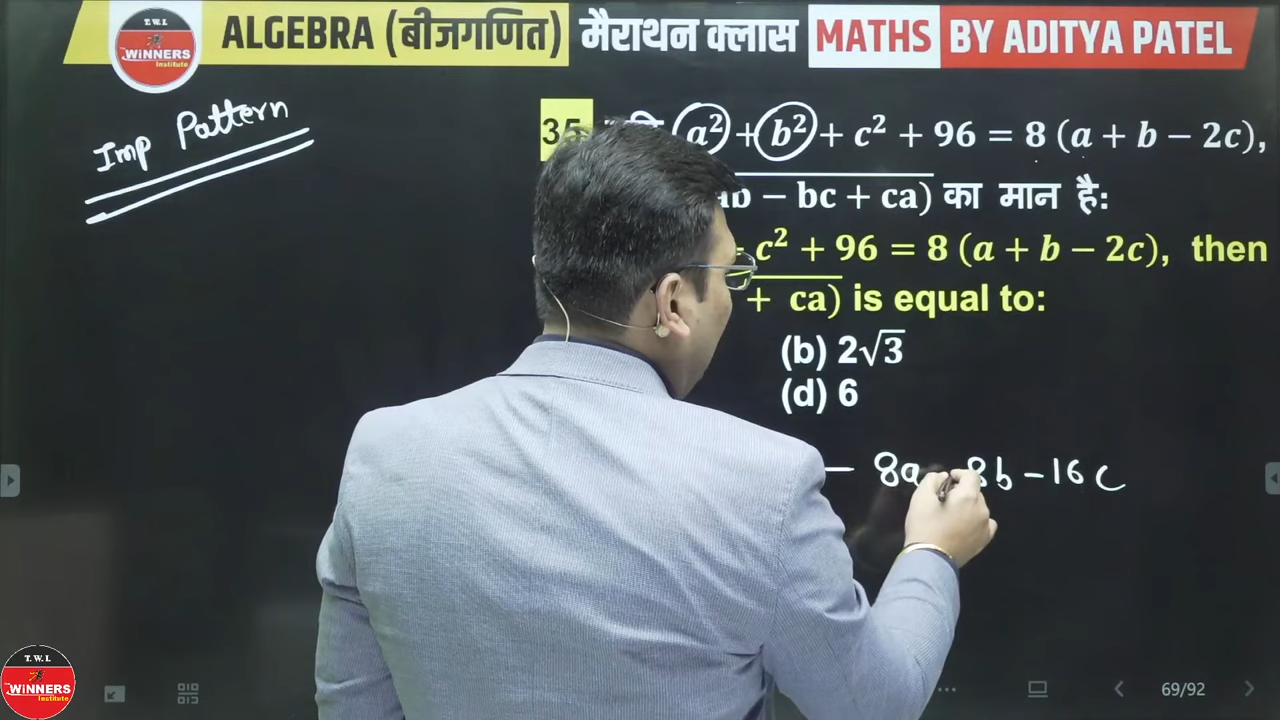 ALGEBRA (बीजगणित) मैराथन क्लास MATHS BY ADITYA PATEL
T.W.I.
WINNERS
Institute
Imp Pattern
35 a² + b² + c² + 96 = 8 (a + b − 2c),
ab − bc + ca) का मान है:
c² + 96 = 8 (a + b − 2c), then
+ ca) is equal to:
(b) 2√3
(d) 6
− 8a 8b − 16c
T.W.I.
WINNERS
Institute
69/92